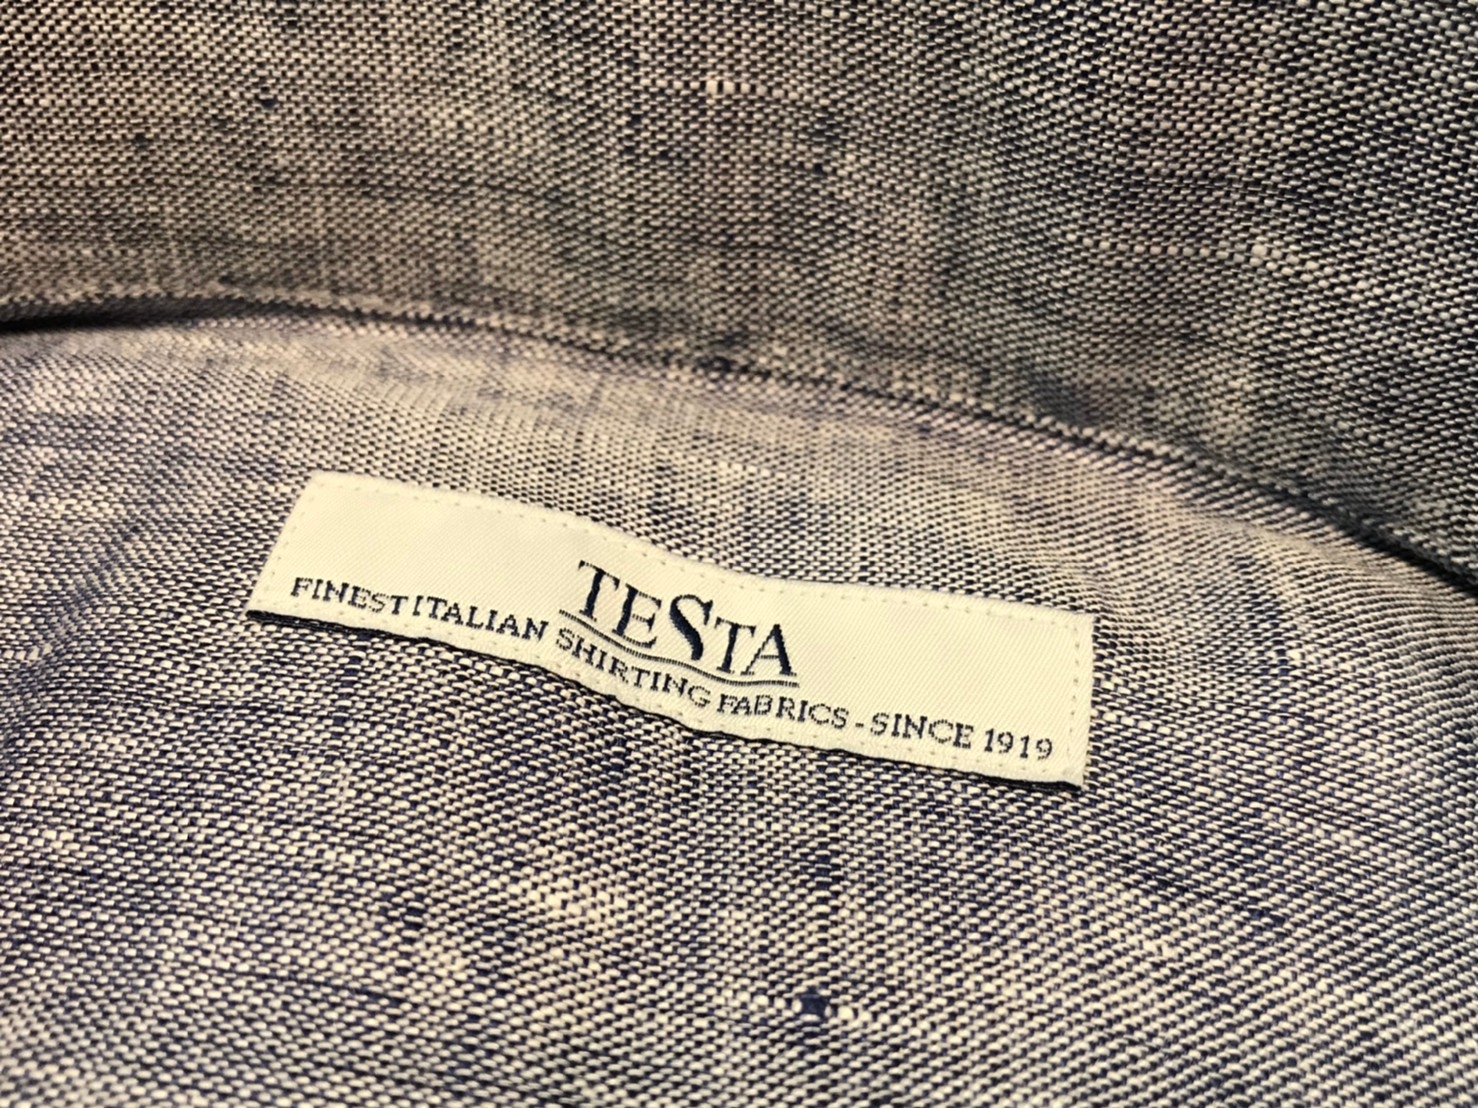 TESTA
FINEST ITALIAN SHIRTING FABRICS - SINCE 1919